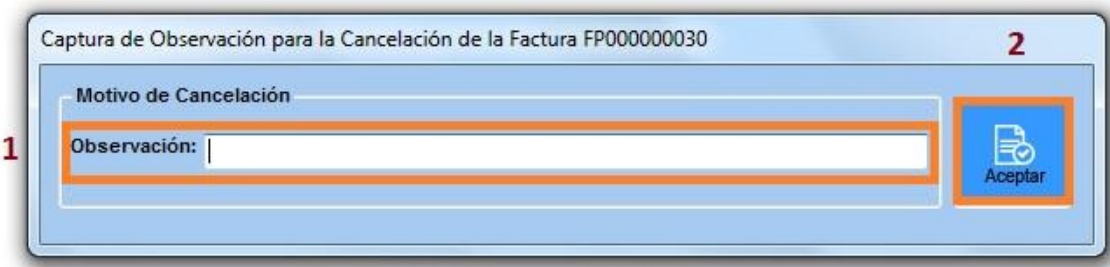 Captura de Observación para la Cancelación de la Factura FP000000030
2
Motivo de Cancelación
1
Observación:
Aceptar